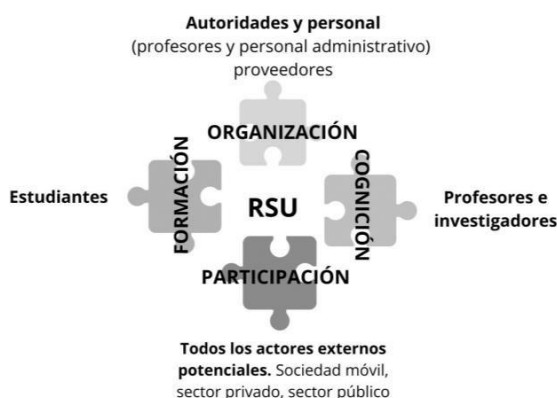 Autoridades y personal
(profesores y personal administrativo)
proveedores
ORGANIZACIÓN
FORMACIÓN
COGNICIÓN
Estudiantes
RSU
Profesores e
investigadores
PARTICIPACIÓN
Todos los actores externos
potenciales. Sociedad móvil,
sector privado, sector público